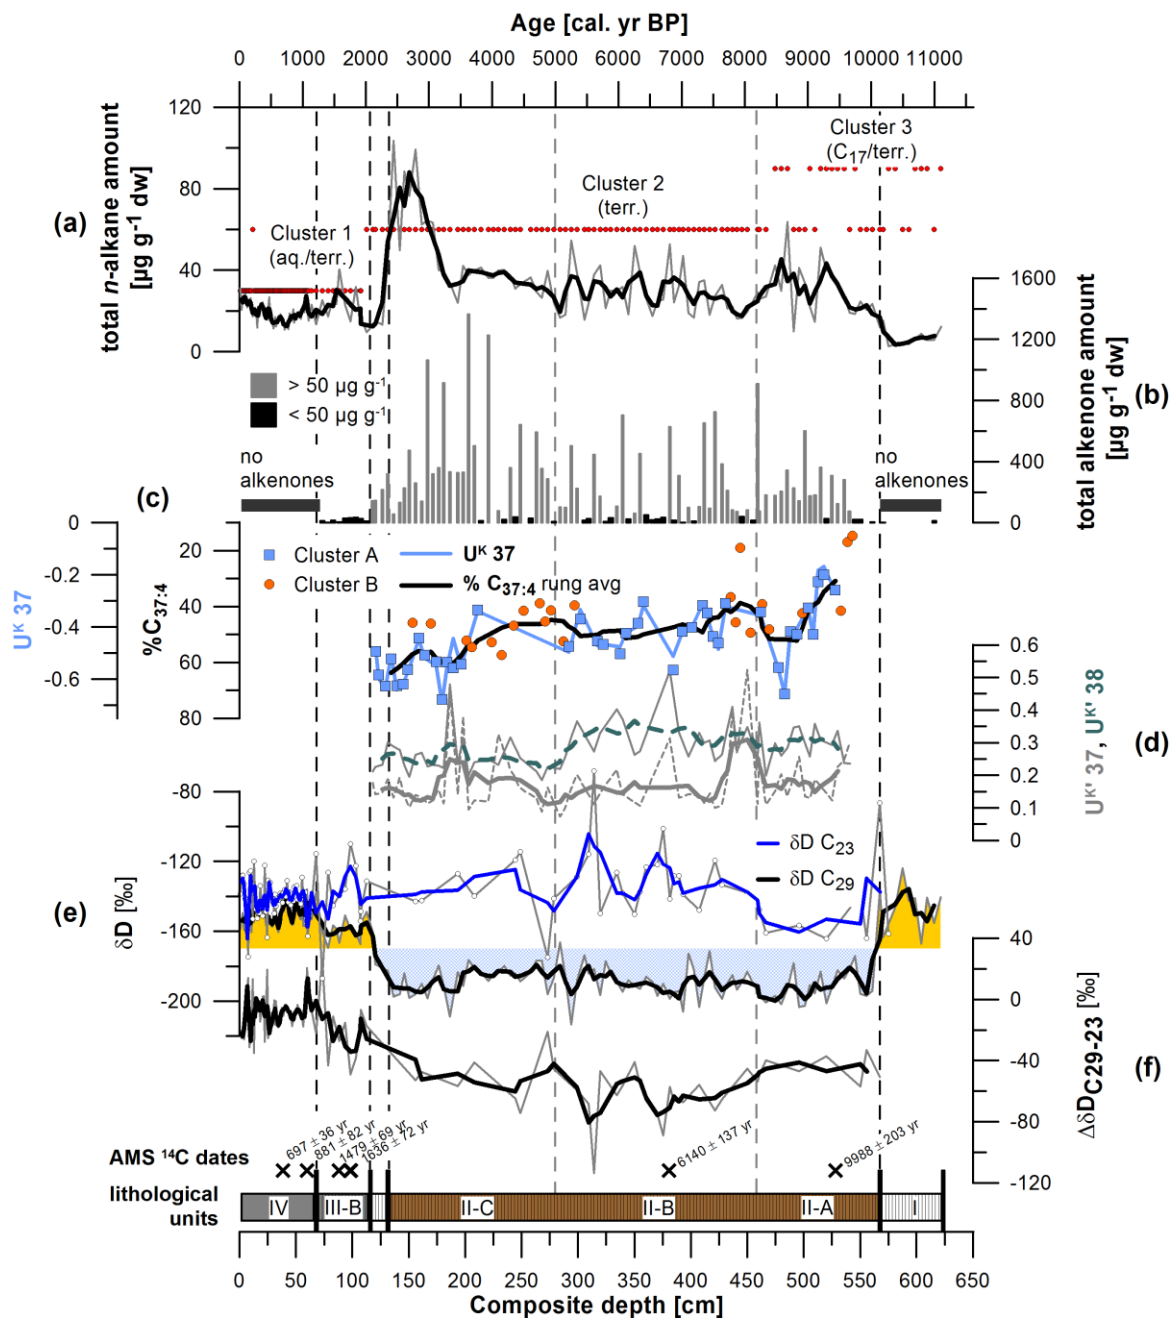 Age [cal. yr BP]
0 1000 2000 3000 4000 5000 6000 7000 8000 9000 10000 11000
(a)
total n-alkane amount
[µg g-1 dw]
120
80
40
0
Cluster 3
(C17/terr.)
Cluster 2
(terr.)
Cluster 1
(aq./terr.)
> 50 µg g-1
< 50 µg g-1
no
alkenones
no
alkenones
1600
1200
800
400
0
total alkenone amount
[µg g-1 dw]
(b)
(c)
UK 37
0
-0.2
-0.4
-0.6
%C37:4
20
40
60
80
Cluster A
Cluster B
UK 37
% C37:4 rung avg
0.6
0.5
0.4
0.3
0.2
0.1
0
UK' 37, UK' 38
(d)
(e)
δD [‰]
-80
-120
-160
-200
δD C23
δD C29
40
0
-40
-80
-120
ΔδDC29-23 [‰]
(f)
AMS 14C dates
697 ± 36 yr
881 ± 82 yr
1479 ± 69 yr
1636 ± 72 yr
6140 ± 137 yr
9988 ± 203 yr
lithological
units
IV III-B II-C II-B II-A I
0 50 100 150 200 250 300 350 400 450 500 550 600 650
Composite depth [cm]